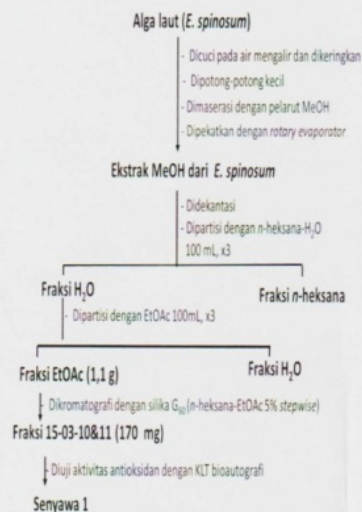 Alga laut (E. spinosum)
- Dicuci pada air mengalir dan dikeringkan
- Dipotong-potong kecil
- Dimaserasi dengan pelarut MeOH
- Dipekatkan dengan rotary evaporator
Ekstrak MeOH dari E. spinosum
- Didekantasi
- Dipartisi dengan n-heksana-H₂O
100 mL, x3
Fraksi H₂O
Fraksi n-heksana
- Dipartisi dengan EtOAc 100mL, x3
Fraksi EtOAc (1,1 g)
Fraksi H₂O
Dikromatografi dengan silika G₆₀ (n-heksana-EtOAc 5% stepwise)
Fraksi 15-03-10&11 (170 mg)
Diuji aktivitas antioksidan dengan KLT bioautografi
Senyawa 1